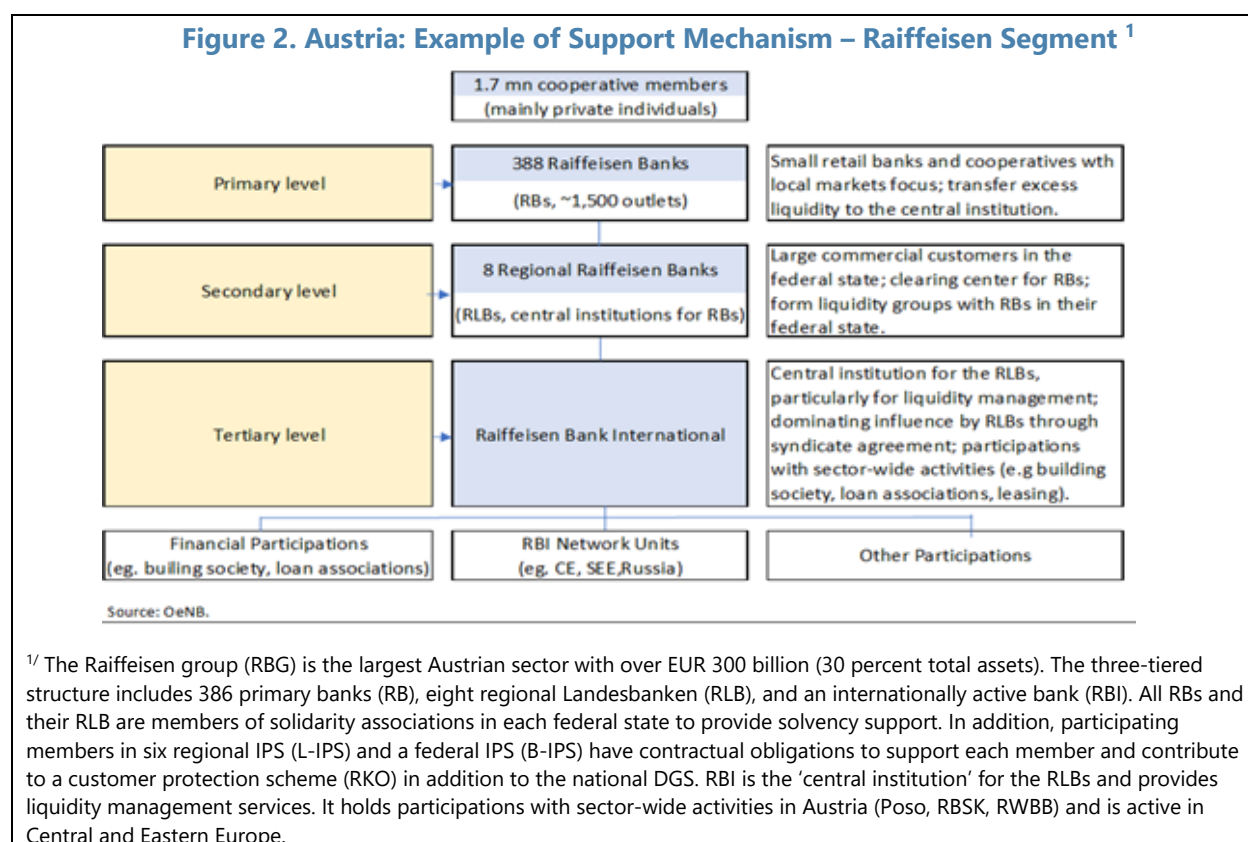 Figure 2. Austria: Example of Support Mechanism – Raiffeisen Segment 1
1.7 mn cooperative members
(mainly private individuals)
Primary level
388 Raiffeisen Banks
(RBs, ~1,500 outlets)
Small retail banks and cooperatives wth
local markets focus; transfer excess
liquidity to the central institution.
Secondary level
8 Regional Raiffeisen Banks
(RLBs, central institutions for RBs)
Large commercial customers in the
federal state; clearing center for RBs;
form liquidity groups with RBs in their
federal state.
Tertiary level
Raiffeisen Bank International
Central institution for the RLBs,
particularly for liquidity management;
dominating influence by RLBs through
syndicate agreement; participations
with sector-wide activities (e.g building
society, loan associations, leasing).
Financial Participations
(eg. builing society, loan associations)
RBI Network Units
(eg. CE, SEE,Russia)
Other Participations
Source: OeNB.
1/ The Raiffeisen group (RBG) is the largest Austrian sector with over EUR 300 billion (30 percent total assets). The three-tiered
structure includes 386 primary banks (RB), eight regional Landesbanken (RLB), and an internationally active bank (RBI). All RBs and
their RLB are members of solidarity associations in each federal state to provide solvency support. In addition, participating
members in six regional IPS (L-IPS) and a federal IPS (B-IPS) have contractual obligations to support each member and contribute
to a customer protection scheme (RKO) in addition to the national DGS. RBI is the ‘central institution’ for the RLBs and provides
liquidity management services. It holds participations with sector-wide activities in Austria (Poso, RBSK, RWBB) and is active in
Central and Eastern Europe.